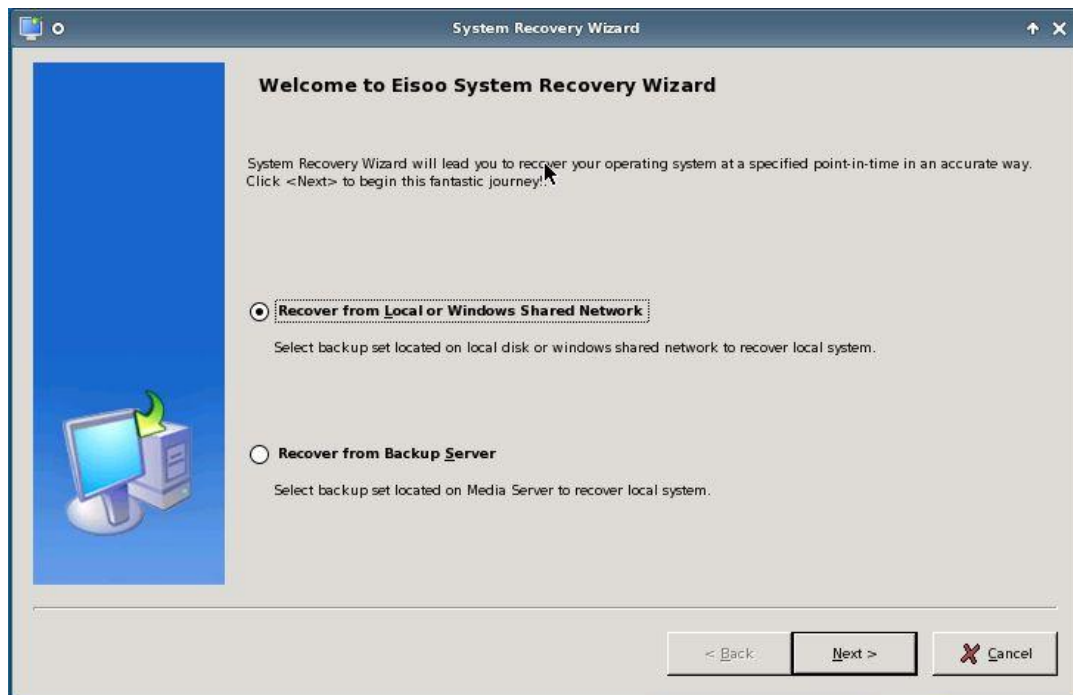 System Recovery Wizard
Welcome to Eisoo System Recovery Wizard
System Recovery Wizard will lead you to recover your operating system at a specified point-in-time in an accurate way.
Click <Next> to begin this fantastic journey!.
Recover from Local or Windows Shared Network
Select backup set located on local disk or windows shared network to recover local system.
Recover from Backup Server
Select backup set located on Media Server to recover local system.
< Back
Next >
Cancel